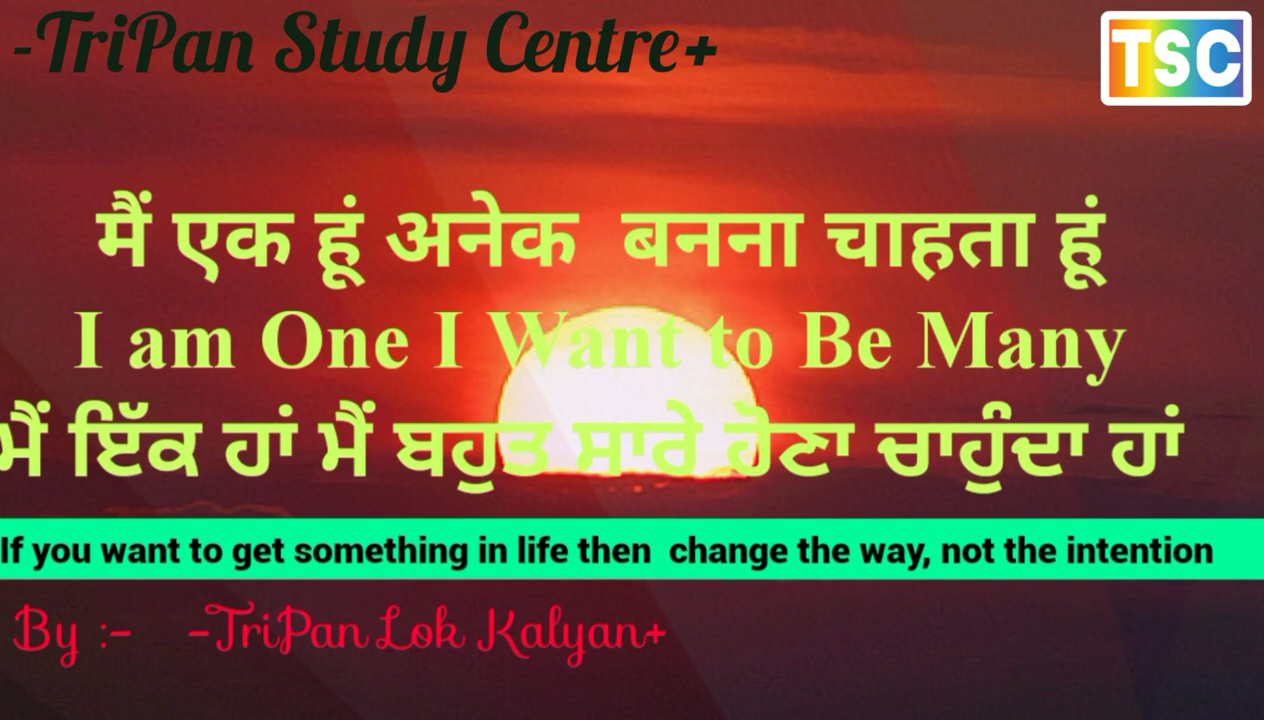 -TriPan Study Centre+
TSC
मैं एक हूं अनेक बनना चाहता हूं
I am One I Want to Be Many
ਮੈਂ ਇੱਕ ਹਾਂ ਮੈਂ ਬਹੁਤ ਸਾਰੇ ਹੋਣਾ ਚਾਹੁੰਦਾ ਹਾਂ
If you want to get something in life then change the way, not the intention
By :- -TriPan Lok Kalyan+